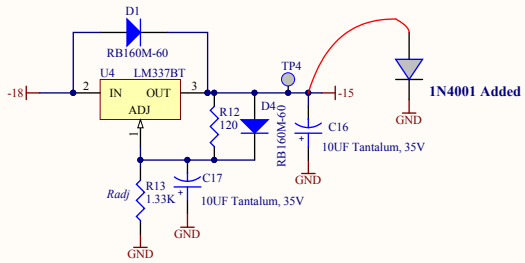 D1
RB160M-60
U4
LM337BT
TP4
-18
2
IN
OUT
3
-15
ADJ
1
R12
120
D4
RB160M-60
C16
10UF Tantalum, 35V
1N4001 Added
GND
GND
Radj
R13
1.33K
C17
10UF Tantalum, 35V
GND
GND
+
+